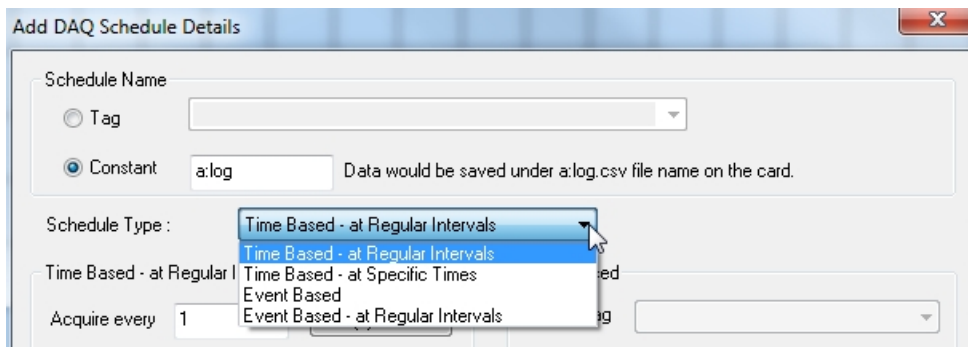 Add DAQ Schedule Details
Schedule Name
Tag
Constant a:log Data would be saved under a:log.csv file name on the card.
Schedule Type : Time Based - at Regular Intervals
Time Based - at Regular Intervals
Time Based - at Specific Times
Event Based
Event Based - at Regular Intervals
Time Based - at Regular I
Acquire every 1